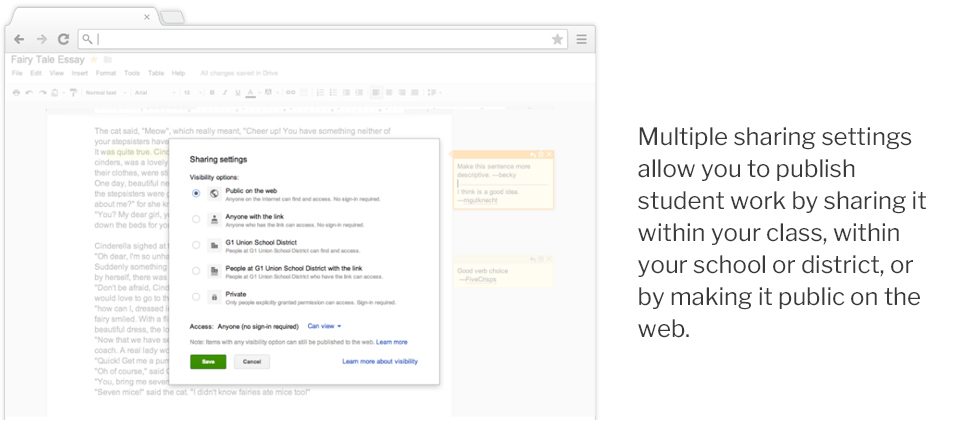 Fairy Tale Essay
File Edit View Insert Format Tools Table Help All changes saved in Drive
Normal text Arial 12 B I U A
The cat said, "Meow", which really meant, "Cheer up! You have something neither of
your stepsisters have
It was quite true. Cind
cinders, was a lovely
their clothes, were sti
One day, beautiful ne
the stepsisters were g
about me?" for she kn
"You? My dear girl, y
down the beds for yo
Cinderella sighed at t
"Oh dear, I'm so unha
Suddenly something
by herself, there was
"Don't be afraid, Cind
would love to go to th
"how can I, dressed i
fairy smiled. With a fl
beautiful dress, the lo
"Now that we have se
coach. A real lady wo
"Quick! Get me a pum
"Oh of course," said C
"You, bring me seven
"Seven mice!" said the cat. "I didn't know fairies ate mice too!"
Sharing settings
Visibility options:
Public on the web
Anyone on the Internet can find and access. No sign-in required.
Anyone with the link
Anyone who has the link can access. No sign-in required.
G1 Union School District
People at G1 Union School District can find and access.
People at G1 Union School District with the link
People at G1 Union School District who have the link can access.
Private
Only people explicitly granted permission can access. Sign-in required.
Access: Anyone (no sign-in required) Can view
Note: Items with any visibility option can still be published to the web. Learn more
Save Cancel Learn more about visibility
Make this sentence more
descriptive. —becky
I think is a good idea.
—mgutknecht
Good verb choice
—FiveCrisps
Multiple sharing settings
allow you to publish
student work by sharing it
within your class, within
your school or district, or
by making it public on the
web.